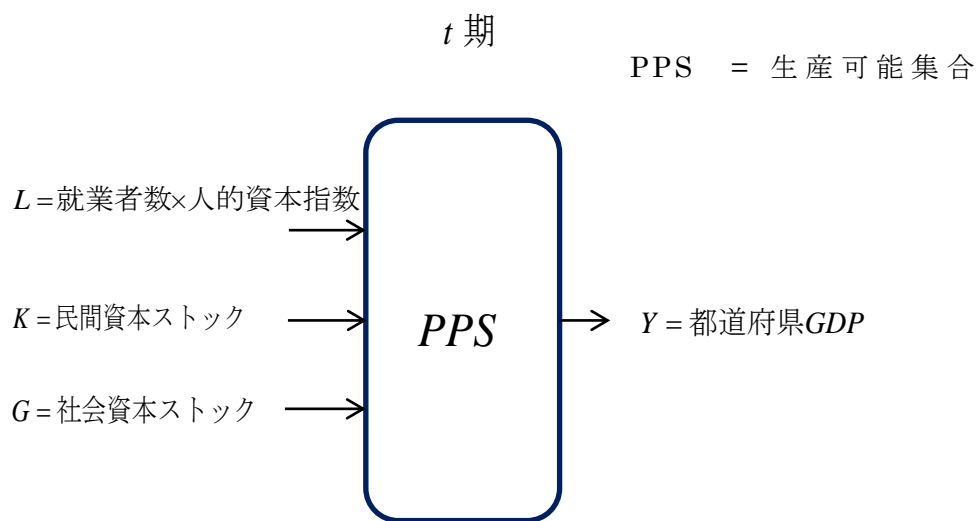 t 期
PPS = 生産可能集合
L=就業者数×人的資本指数
K=民間資本ストック
PPS
Y=都道府県GDP
G=社会資本ストック